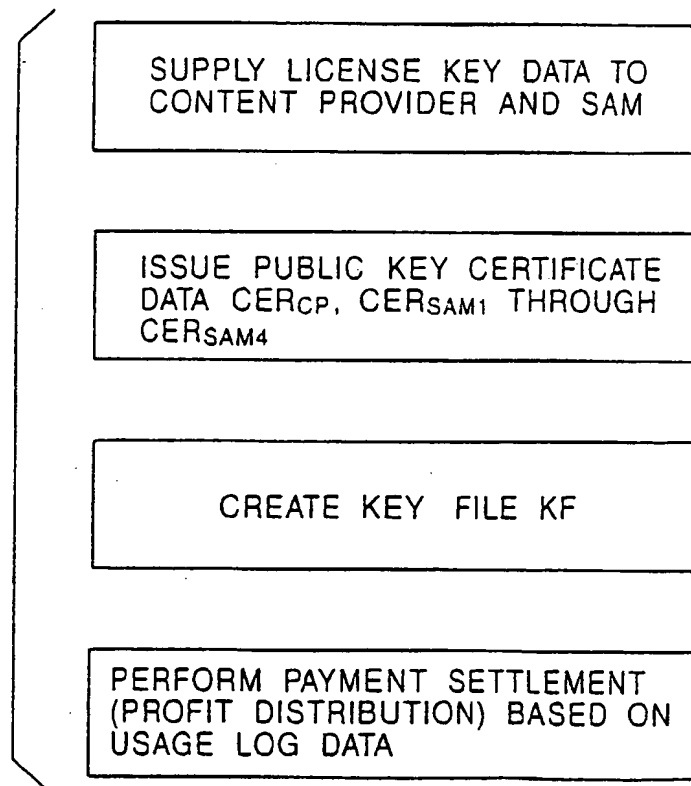 SUPPLY LICENSE KEY DATA TO
CONTENT PROVIDER AND SAM
ISSUE PUBLIC KEY CERTIFICATE
DATA CERCP, CERSAM1 THROUGH
CERSAM4
CREATE KEY FILE KF
PERFORM PAYMENT SETTLEMENT
(PROFIT DISTRIBUTION) BASED ON
USAGE LOG DATA